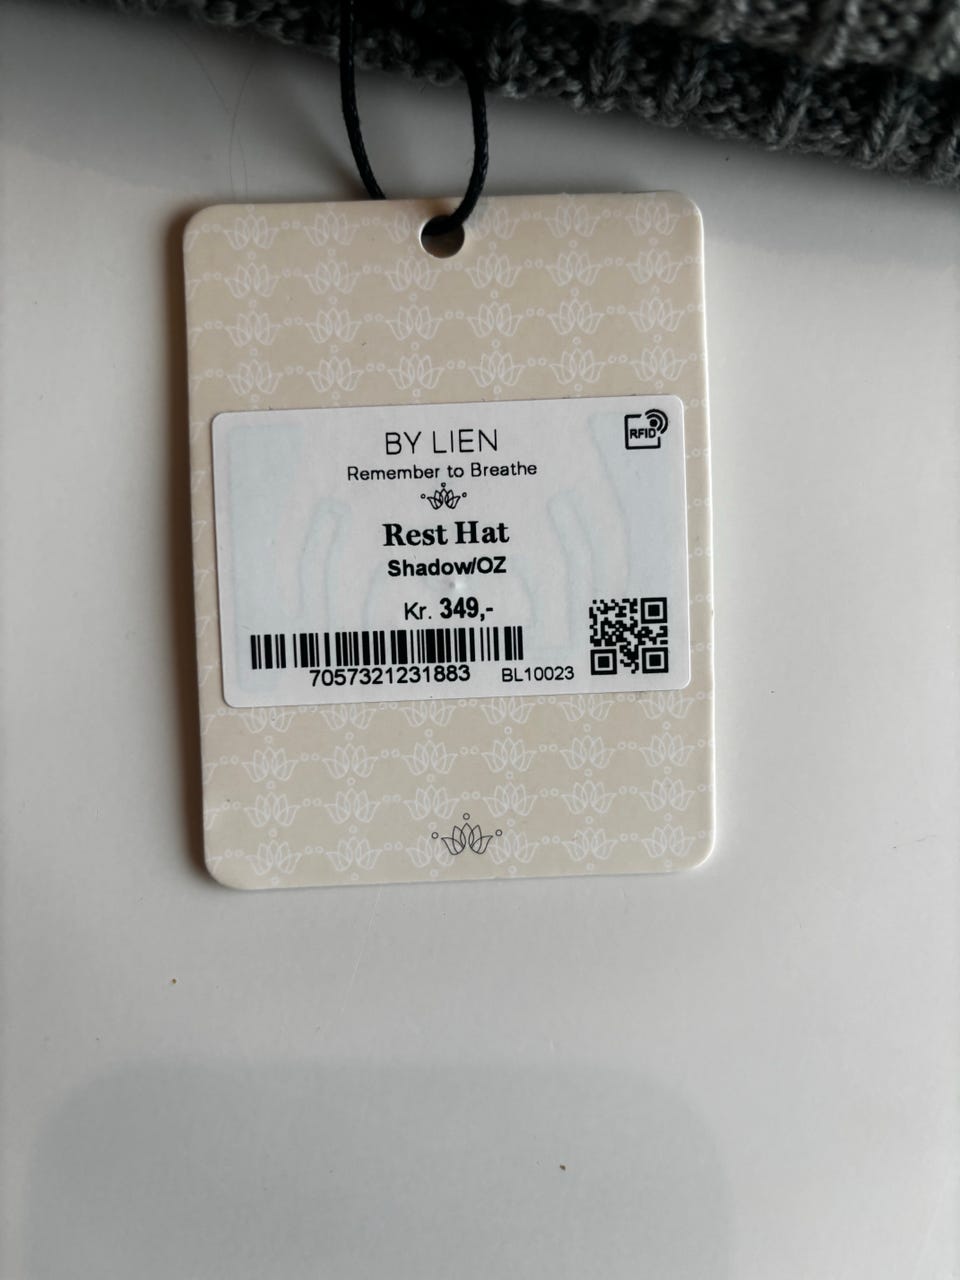 RFID
BY LIEN
Remember to Breathe
Rest Hat
Shadow/OZ
Kr. 349,-
7057321231883
BL10023